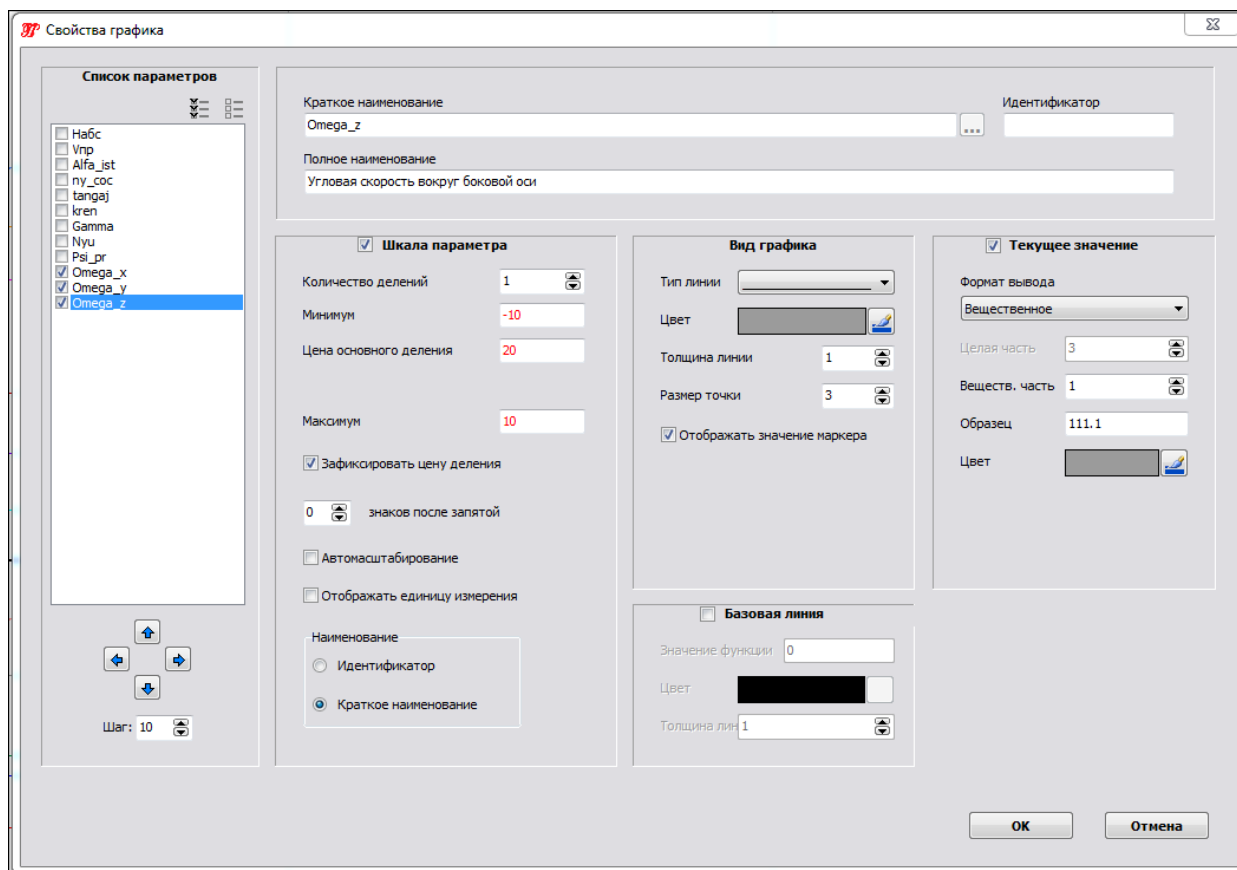 Свойства графика
Список параметров
Набс
Vпр
Alfa_ist
ny_сос
tangaj
kren
Gamma
Nyu
Psi_pr
Omega_x
Omega_y
Omega_z
Шаг: 10
Краткое наименование
Omega_z
...
Идентификатор
Полное наименование
Угловая скорость вокруг боковой оси
Шкала параметра
Количество делений 1
Минимум -10
Цена основного деления 20
Максимум 10
Зафиксировать цену деления
0 знаков после запятой
Автомасштабирование
Отображать единицу измерения
Наименование
Идентификатор
Краткое наименование
Вид графика
Тип линии
Цвет
Толщина линии 1
Размер точки 3
Отображать значение маркера
Базовая линия
Значение функции 0
Цвет
Толщина лин 1
Текущее значение
Формат вывода
Вещественное
Целая часть 3
Веществ. часть 1
Образец 111.1
Цвет
OK
Отмена